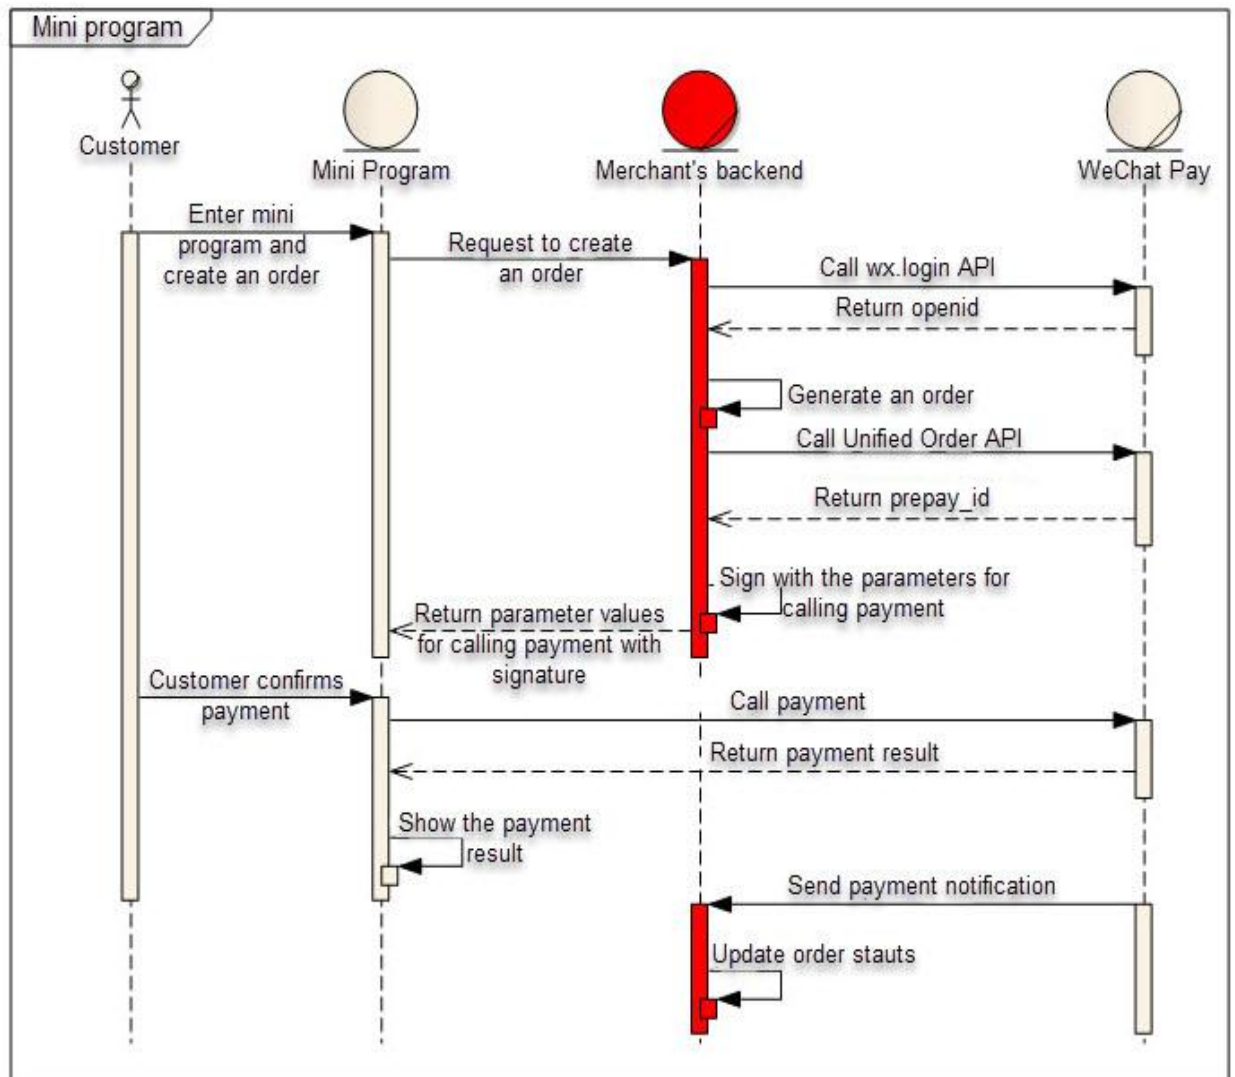 Mini program
Customer
Mini Program
Merchant's backend
WeChat Pay
Enter mini
program and
create an order
Request to create
an order
Call wx.login API
Return openid
Generate an order
Call Unified Order API
Return prepay_id
Sign with the parameters for
calling payment
Return parameter values
for calling payment with
signature
Customer confirms
payment
Call payment
Return payment result
Show the payment
result
Send payment notification
Update order stauts